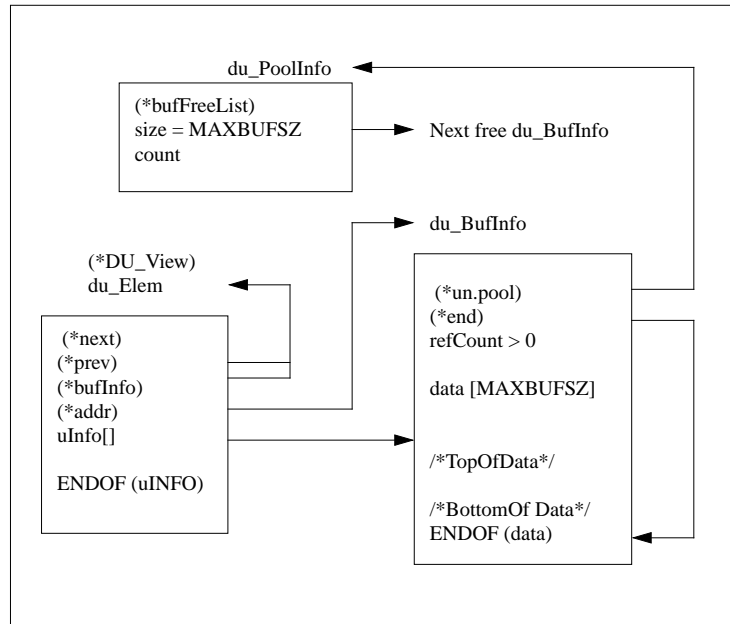 du_PoolInfo
(*bufFreeList)
size = MAXBUFSZ
count
Next free du_BufInfo
du_BufInfo
(*DU_View)
du_Elem
(*next)
(*prev)
(*bufInfo)
(*addr)
uInfo[]
ENDOF (uINFO)
(*un.pool)
(*end)
refCount > 0
data [MAXBUFSZ]
/*TopOfData*/
/*BottomOf Data*/
ENDOF (data)